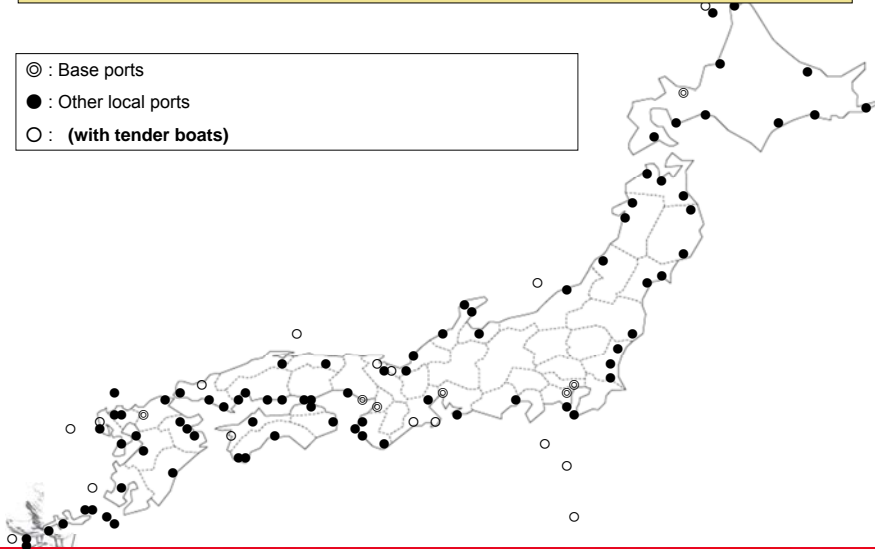 ◎ : Base ports
● : Other local ports
○ : (with tender boats)